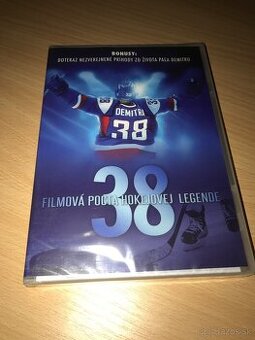 BONUSY:
DOTERAZ NEZVEREJNENÉ PRÍHODY ZO ŽIVOTA PAĽA DEMITRU
DEMITRA
38
38
FILMOVÁ POCTA HOKEJOVEJ LEGENDE